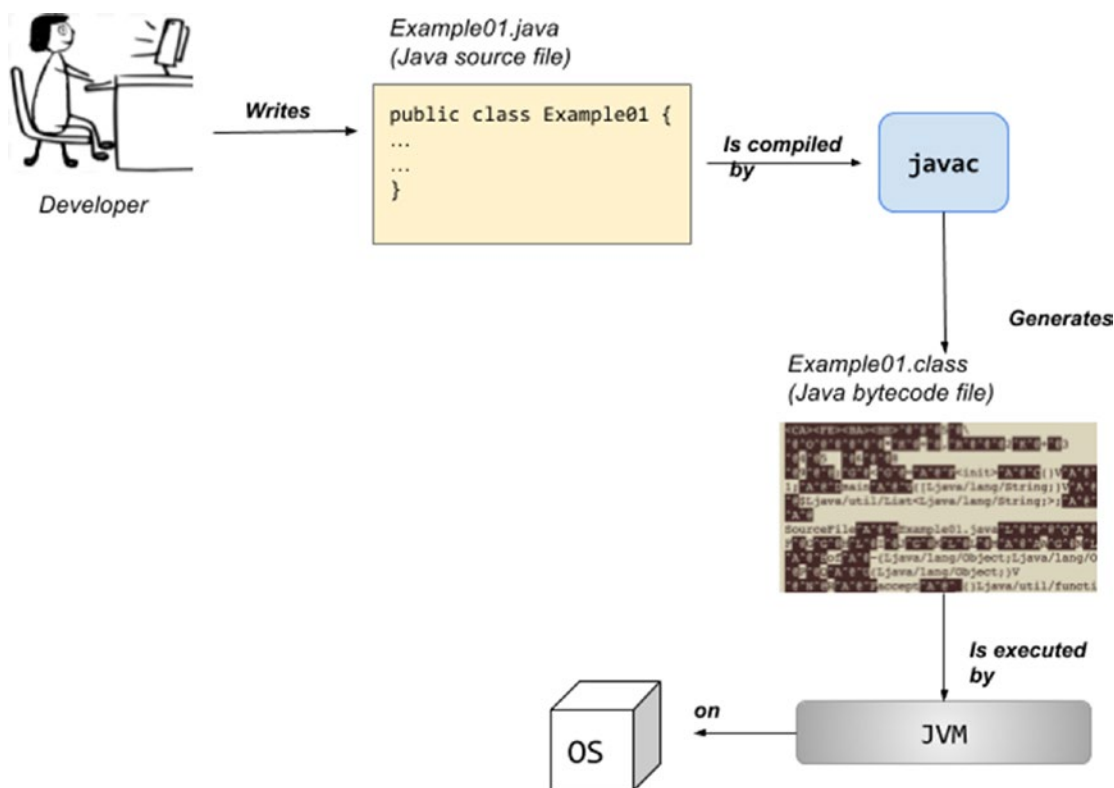 Example01.java
(Java source file)
Writes
public class Example01 {
...
...
}
Is compiled
by
javac
Developer
Generates
Example01.class
(Java bytecode file)
<init>
()V
main
([Ljava/lang/String;)V
Ljava/util/List<Ljava/lang/String;>;
SourceFile
Example01.java
of
(Ljava/lang/Object;Ljava/lang/O
(Ljava/lang/Object;)V
accept
()Ljava/util/functi
Is executed
by
JVM
on
OS